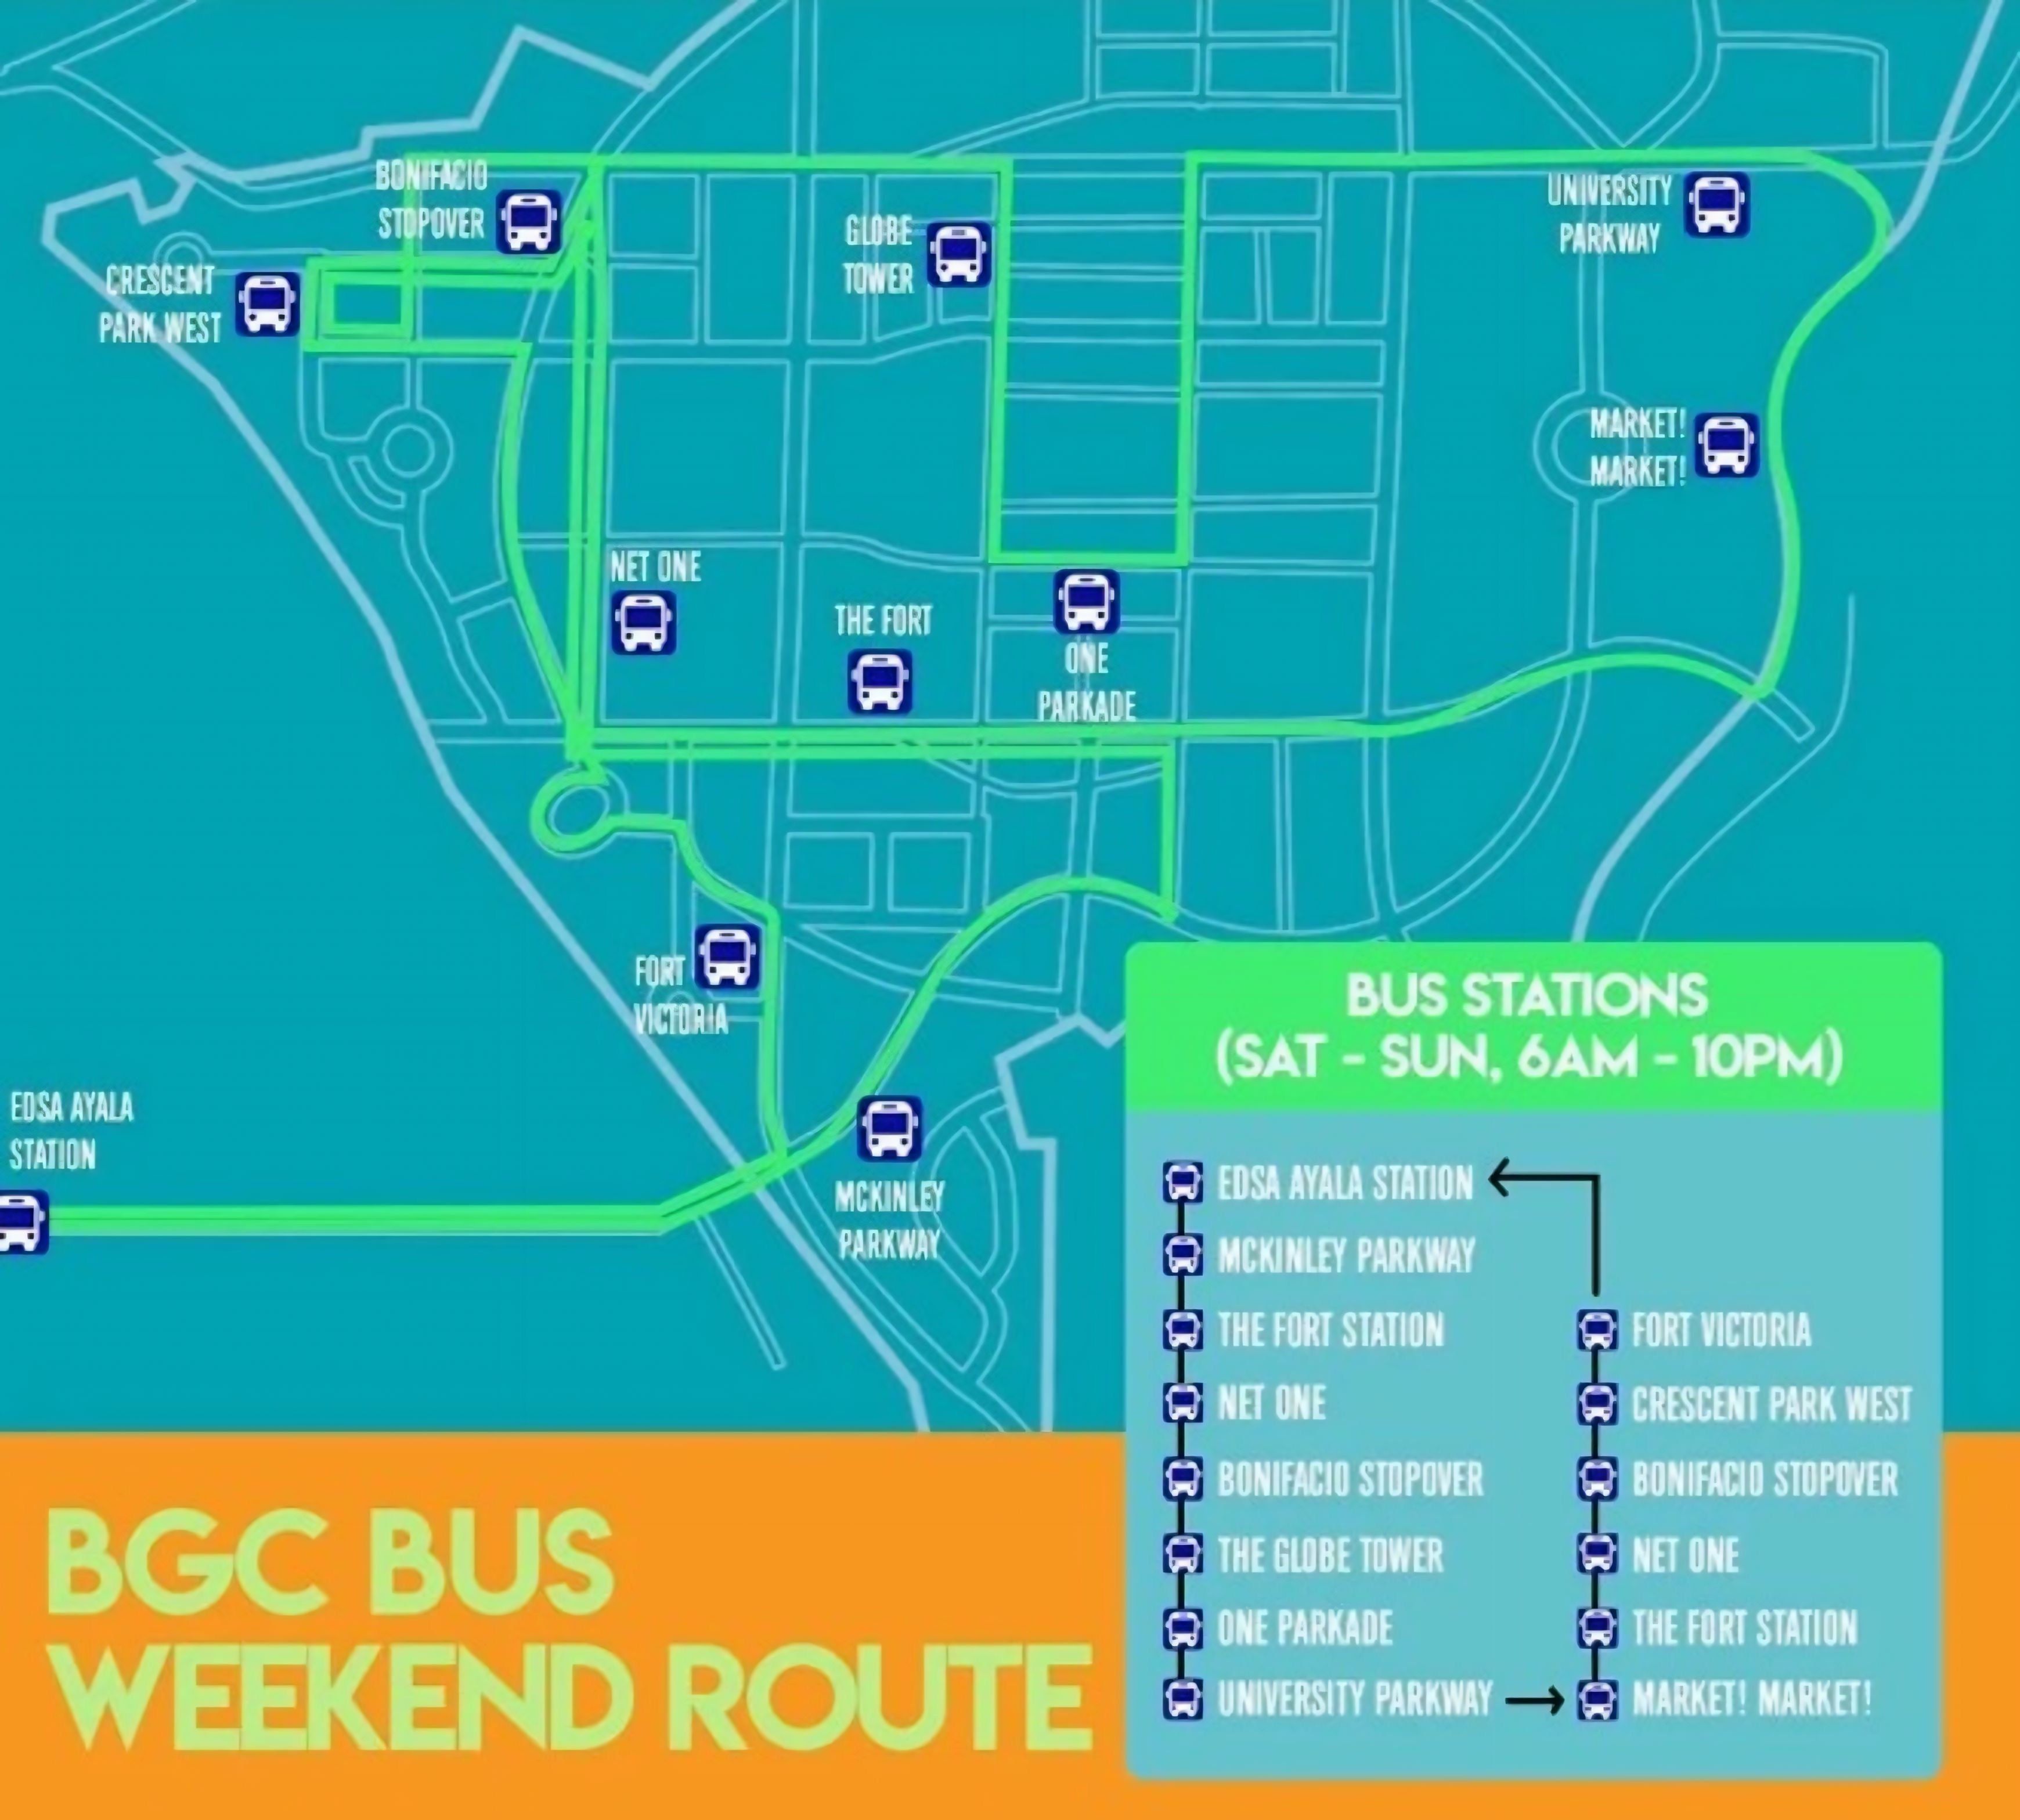 BONIFACIO
STOPOVER
CRESCENT
PARK WEST
GLOBE
TOWER
UNIVERSITY
PARKWAY
MARKET!
MARKET!
NET ONE
THE FORT
ONE
PARKADE
FORT
VICTORIA
EDSA AYALA
STATION
MCKINLEY
PARKWAY
BUS STATIONS
(SAT - SUN, 6AM - 10PM)
EDSA AYALA STATION
MCKINLEY PARKWAY
THE FORT STATION
NET ONE
BONIFACIO STOPOVER
THE GLOBE TOWER
ONE PARKADE
UNIVERSITY PARKWAY
FORT VICTORIA
CRESCENT PARK WEST
BONIFACIO STOPOVER
NET ONE
THE FORT STATION
MARKET! MARKET!
BGC BUS
WEEKEND ROUTE